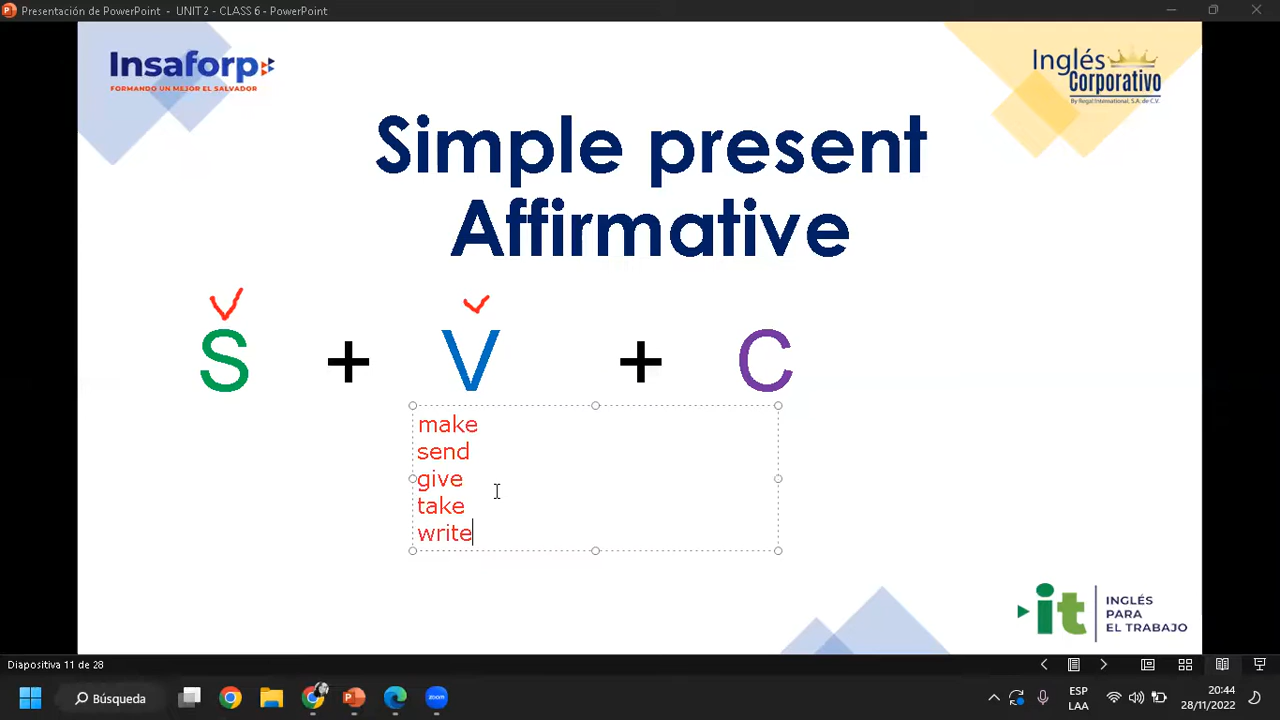 Presentación de PowerPoint - UNIT 2 - CLASS 6 - PowerPoint
Insaforp
FORMANDO UN MEJOR EL SALVADOR
Inglés
Corporativo
By Regal International, S.A. de C.V.
Simple present
Affirmative
S + V + C
make
send
give
take
write
it
INGLÉS
PARA
EL TRABAJO
Diapositiva 11 de 28
Búsqueda
zoom
ESP
LAA
20:44
28/11/2022